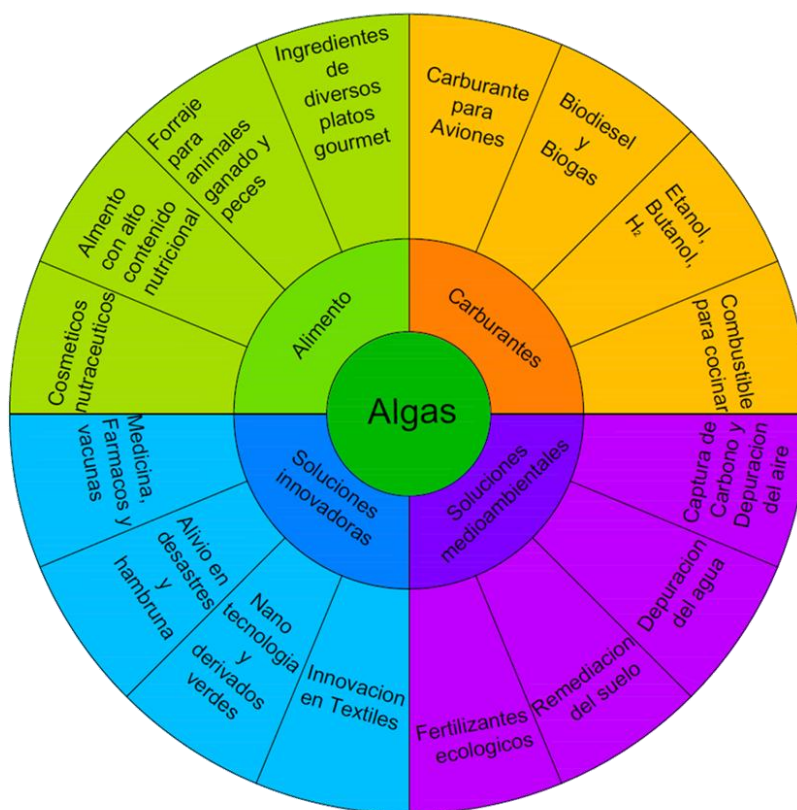 Algas
Alimento
Carburantes
Soluciones
medioambientales
Soluciones
innovadoras
Ingredientes
de
diversos
platos
gourmet
Carburante
para
Aviones
Biodiesel
y
Biogas
Etanol,
Butanol,
H₂
Combustible
para cocinar
Captura de
Carbono y
Depuracion
del aire
Depuracion
del agua
Remediacion
del suelo
Fertilizantes
ecologicos
Innovacion
en Textiles
Nano
tecnologia
y
derivados
verdes
Alivio en
desastres
y
hambruna
Medicina,
Farmacos y
vacunas
Cosmeticos
nutraceuticos
Almento
con alto
contenido
nutricional
Forraje
para
animales
ganado y
peces